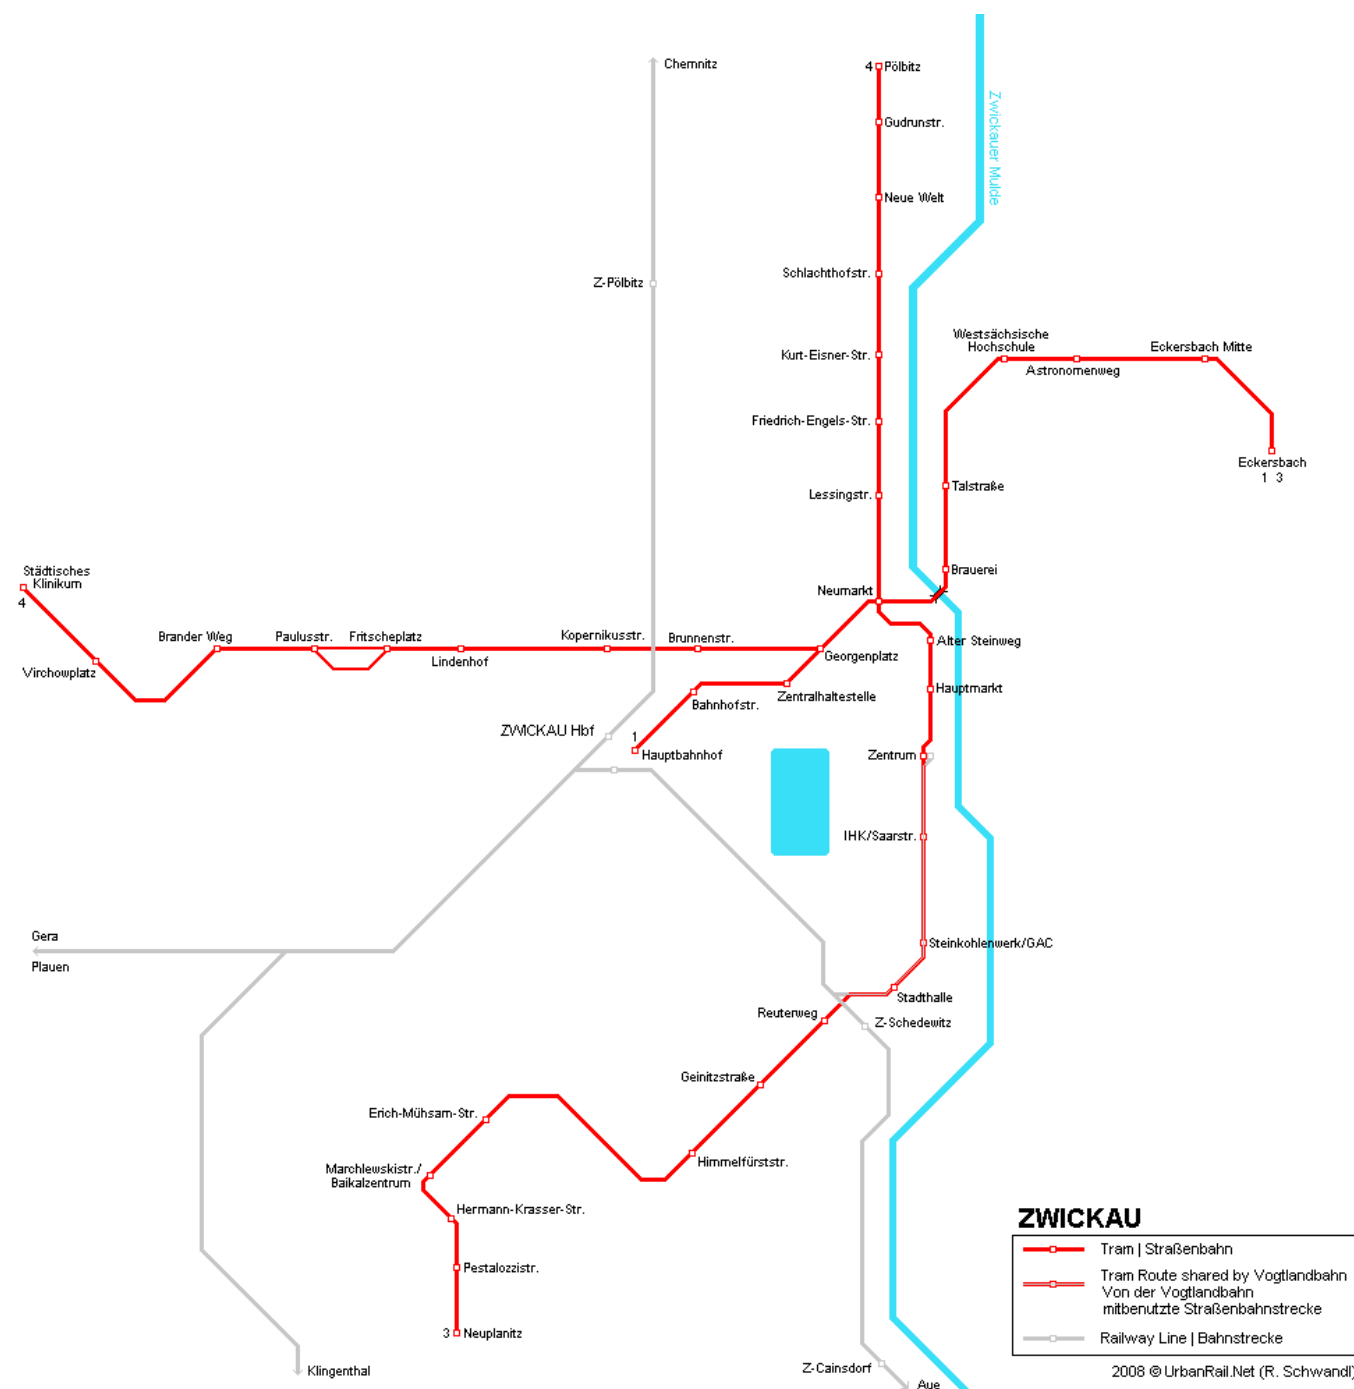 Chemnitz
4
Pölbitz
Zwickauer Mulde
Gudrunstr.
Neue Welt
Schlachthofstr.
Z-Pölbitz
Westsächsische
Hochschule
Eckersbach Mitte
Kurt-Eisner-Str.
Astronomenweg
Friedrich-Engels-Str.
Eckersbach
1 3
Talstraße
Lessingstr.
Städtisches
Klinikum
4
Brauerei
Neumarkt
Brander Weg
Paulusstr.
Fritscheplatz
Kopernikusstr.
Brunnenstr.
Alter Steinweg
Virchowplatz
Lindenhof
Georgenplatz
Hauptmarkt
Zentralhaltestelle
Bahnhofstr.
ZWICKAU Hbf
1
Hauptbahnhof
Zentrum
IHK/Saarstr.
Gera
Plauen
Steinkohlenwerk/GAC
Stadthalle
Reuterweg
Z-Schedewitz
Geinitzstraße
Erich-Mühsam-Str.
Himmelfürststr.
Marchlewskistr./
Baikalzentrum
Hermann-Krasser-Str.
Pestalozzistr.
3
Neuplanitz
Klingenthal
Z-Cainsdorf
Aue
ZWICKAU
Tram | Straßenbahn
Tram Route shared by Vogtlandbahn
Von der Vogtlandbahn
mitbenutzte Straßenbahnstrecke
Railway Line | Bahnstrecke
2008 © UrbanRail.Net (R. Schwandl)